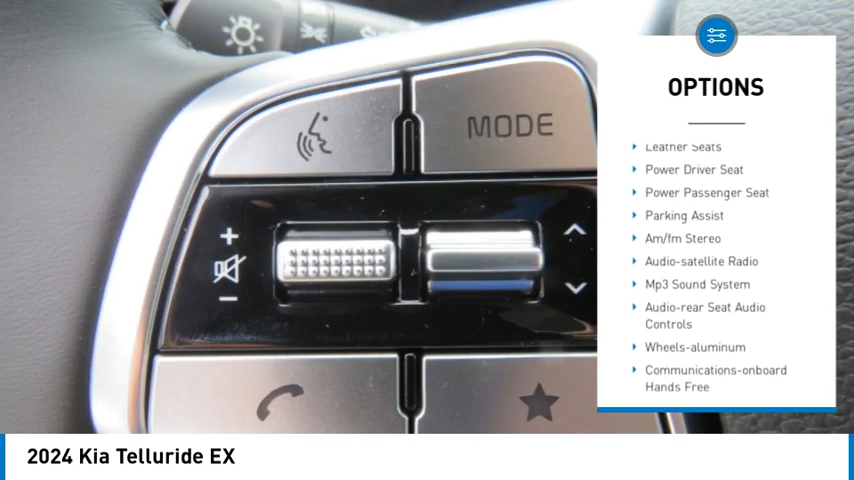 MODE
OPTIONS
Leather Seats
Power Driver Seat
Power Passenger Seat
Parking Assist
Am/fm Stereo
Audio-satellite Radio
Mp3 Sound System
Audio-rear Seat Audio
Controls
Wheels-aluminum
Communications-onboard
Hands Free
2024 Kia Telluride EX